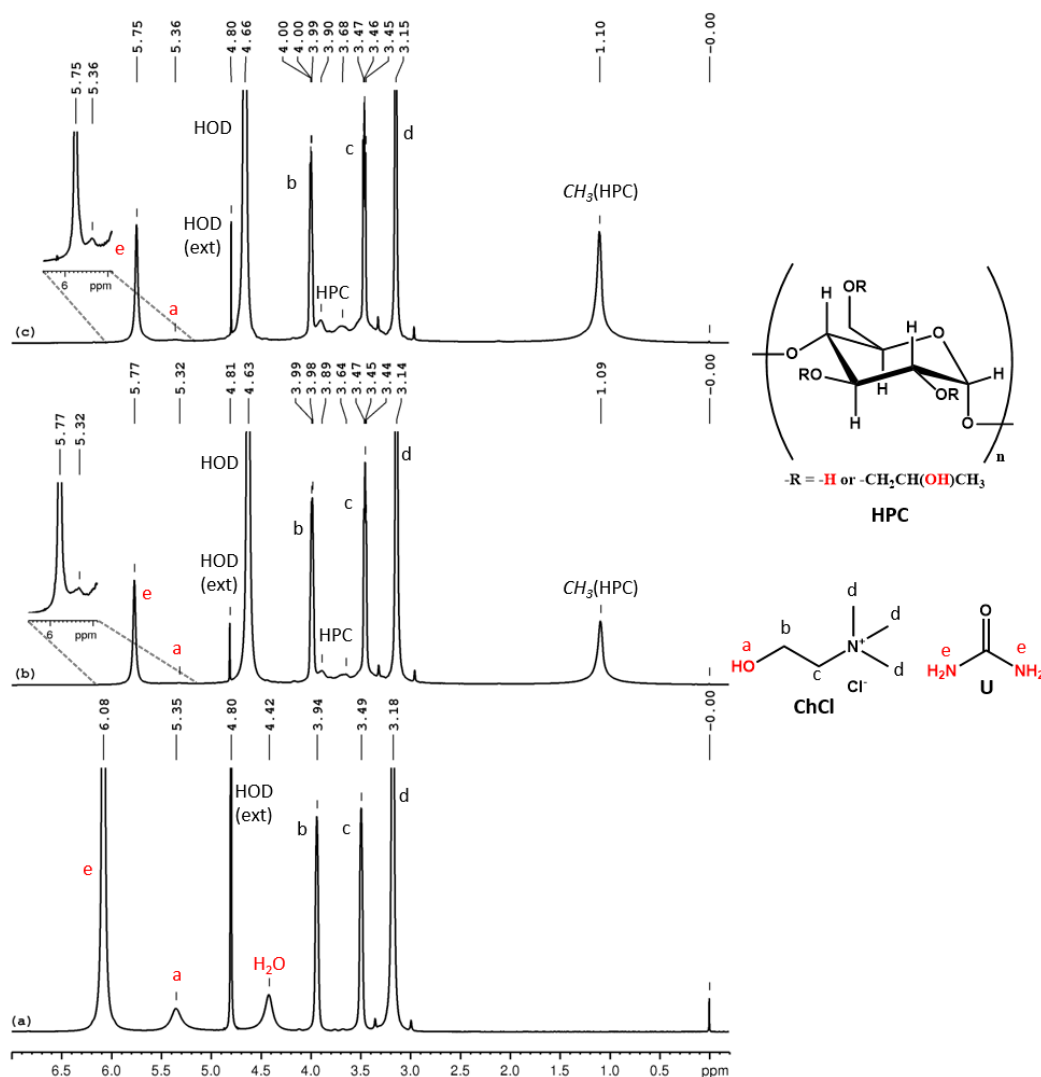 5.75 5.36 4.80 4.66 4.00 4.00 3.99 3.90 3.68 3.47 3.46 3.45 3.15 1.10 -0.00
5.75 5.36
HOD
d
c
b
CH3(HPC)
HOD
(ext)
e
HPC
6 ppm
a
(c)
5.77 5.32 4.81 4.63 3.99 3.98 3.89 3.64 3.47 3.45 3.44 3.14 1.09 -0.00
5.77 5.32
HOD
d
c
b
HOD
(ext)
CH3(HPC)
e
HPC
6 ppm
a
(b)
6.08 5.35 4.80 4.42 3.94 3.49 3.18 -0.00
HOD
(ext)
d
b
c
e
H2O
a
(a)
6.5 6.0 5.5 5.0 4.5 4.0 3.5 3.0 2.5 2.0 1.5 1.0 0.5 ppm
OR
H
O
H
O
RO
H
RO
H
H
O
n
-R = -H or -CH2CH(OH)CH3
HPC
d
d
b
a
N+
HO
c
d
Cl-
ChCl
O
e
e
H2N
NH2
U